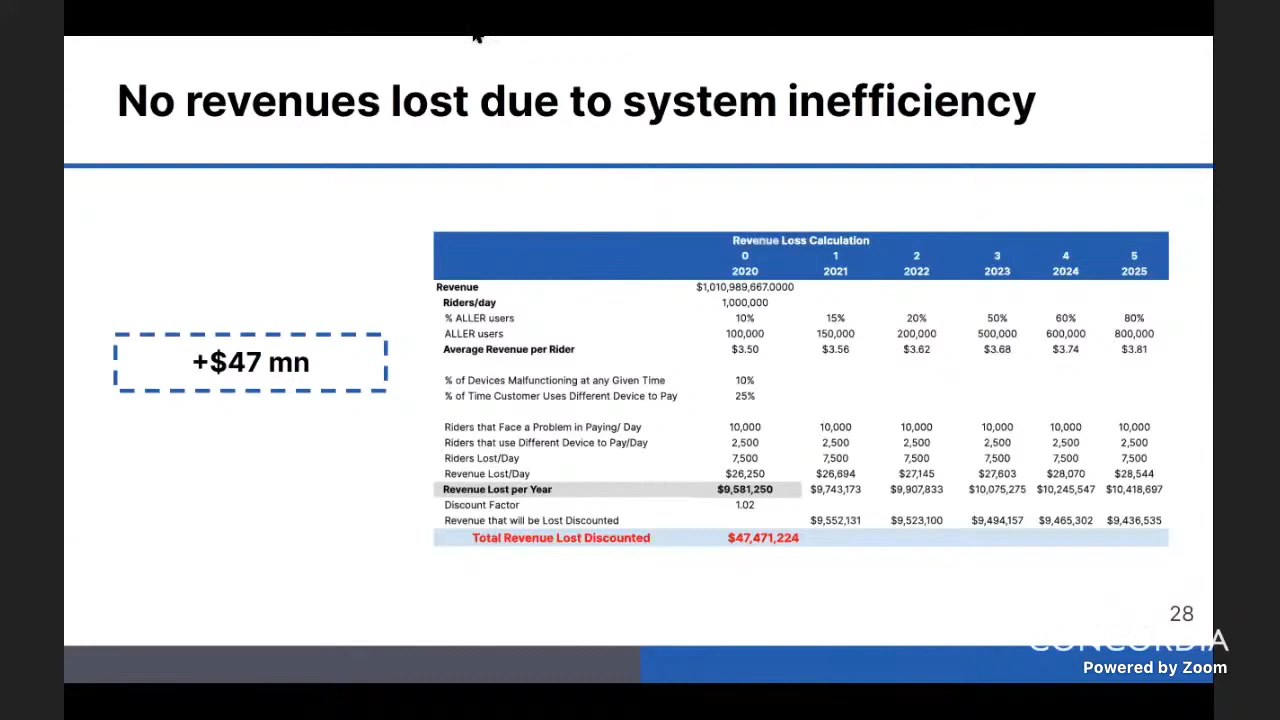 No revenues lost due to system inefficiency
+$47 mn
Revenue Loss Calculation
0 1 2 3 4 5
2020 2021 2022 2023 2024 2025
Revenue $1,010,989,667.0000
Riders/day 1,000,000
% ALLER users 10% 15% 20% 50% 60% 80%
ALLER users 100,000 150,000 200,000 500,000 600,000 800,000
Average Revenue per Rider $3.50 $3.56 $3.62 $3.68 $3.74 $3.81
% of Devices Malfunctioning at any Given Time 10%
% of Time Customer Uses Different Device to Pay 25%
Riders that Face a Problem in Paying/ Day 10,000 10,000 10,000 10,000 10,000 10,000
Riders that use Different Device to Pay/Day 2,500 2,500 2,500 2,500 2,500 2,500
Riders Lost/Day 7,500 7,500 7,500 7,500 7,500 7,500
Revenue Lost/Day $26,250 $26,694 $27,145 $27,603 $28,070 $28,544
Revenue Lost per Year $9,581,250 $9,743,173 $9,907,833 $10,075,275 $10,245,547 $10,418,697
Discount Factor 1.02
Revenue that will be Lost Discounted $9,552,131 $9,523,100 $9,494,157 $9,465,302 $9,436,535
Total Revenue Lost Discounted $47,471,224
28
CONCORDIA
Powered by Zoom